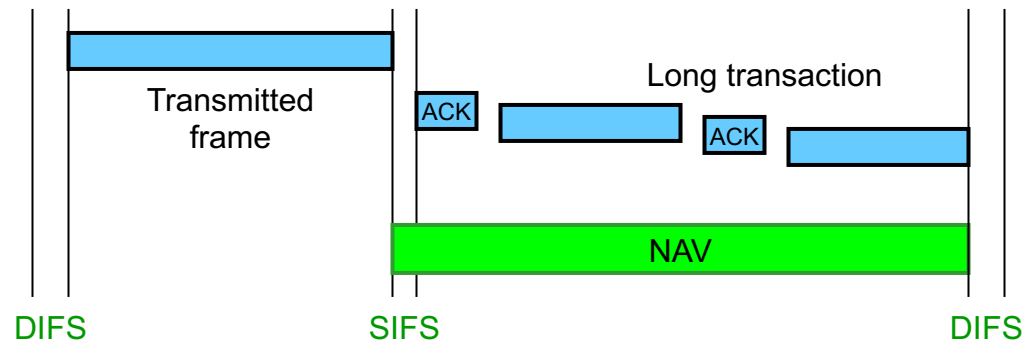 Transmitted
frame
Long transaction
ACK
ACK
NAV
DIFS
SIFS
DIFS